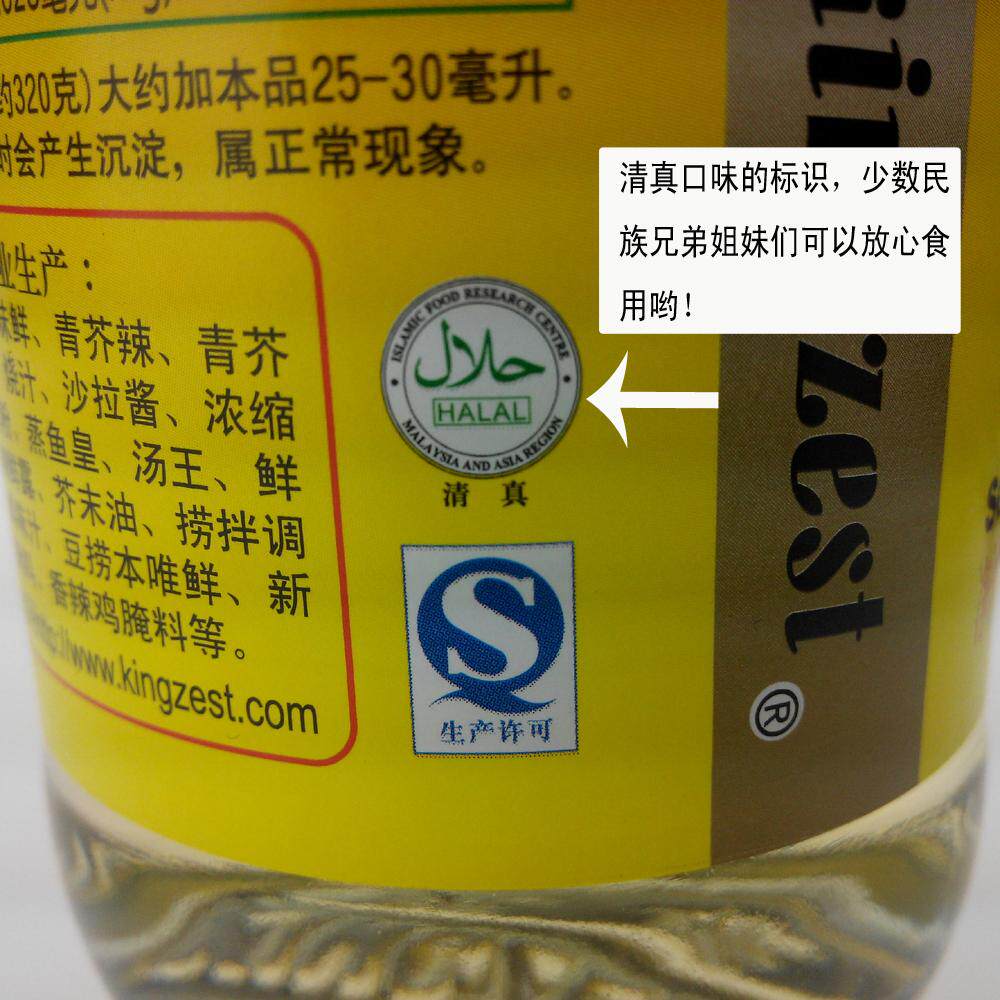 约320克)大约加本品25-30毫升。
时会产生沉淀，属正常现象。
业生产：
味鲜、青芥辣、青芥
烧汁、沙拉酱、浓缩
蒸鱼皇、汤王、鲜
芥末油、捞拌调
豆捞本唯鲜、新
香辣鸡腌料等。
http://www.kingzest.com
ISLAMIC FOOD RESEARCH CENTRE
حلال
HALAL
MALAYSIA AND ASIA REGION
清真
S
生产许可
清真口味的标识，少数民
族兄弟姐妹们可以放心食
用哟！
zest
®